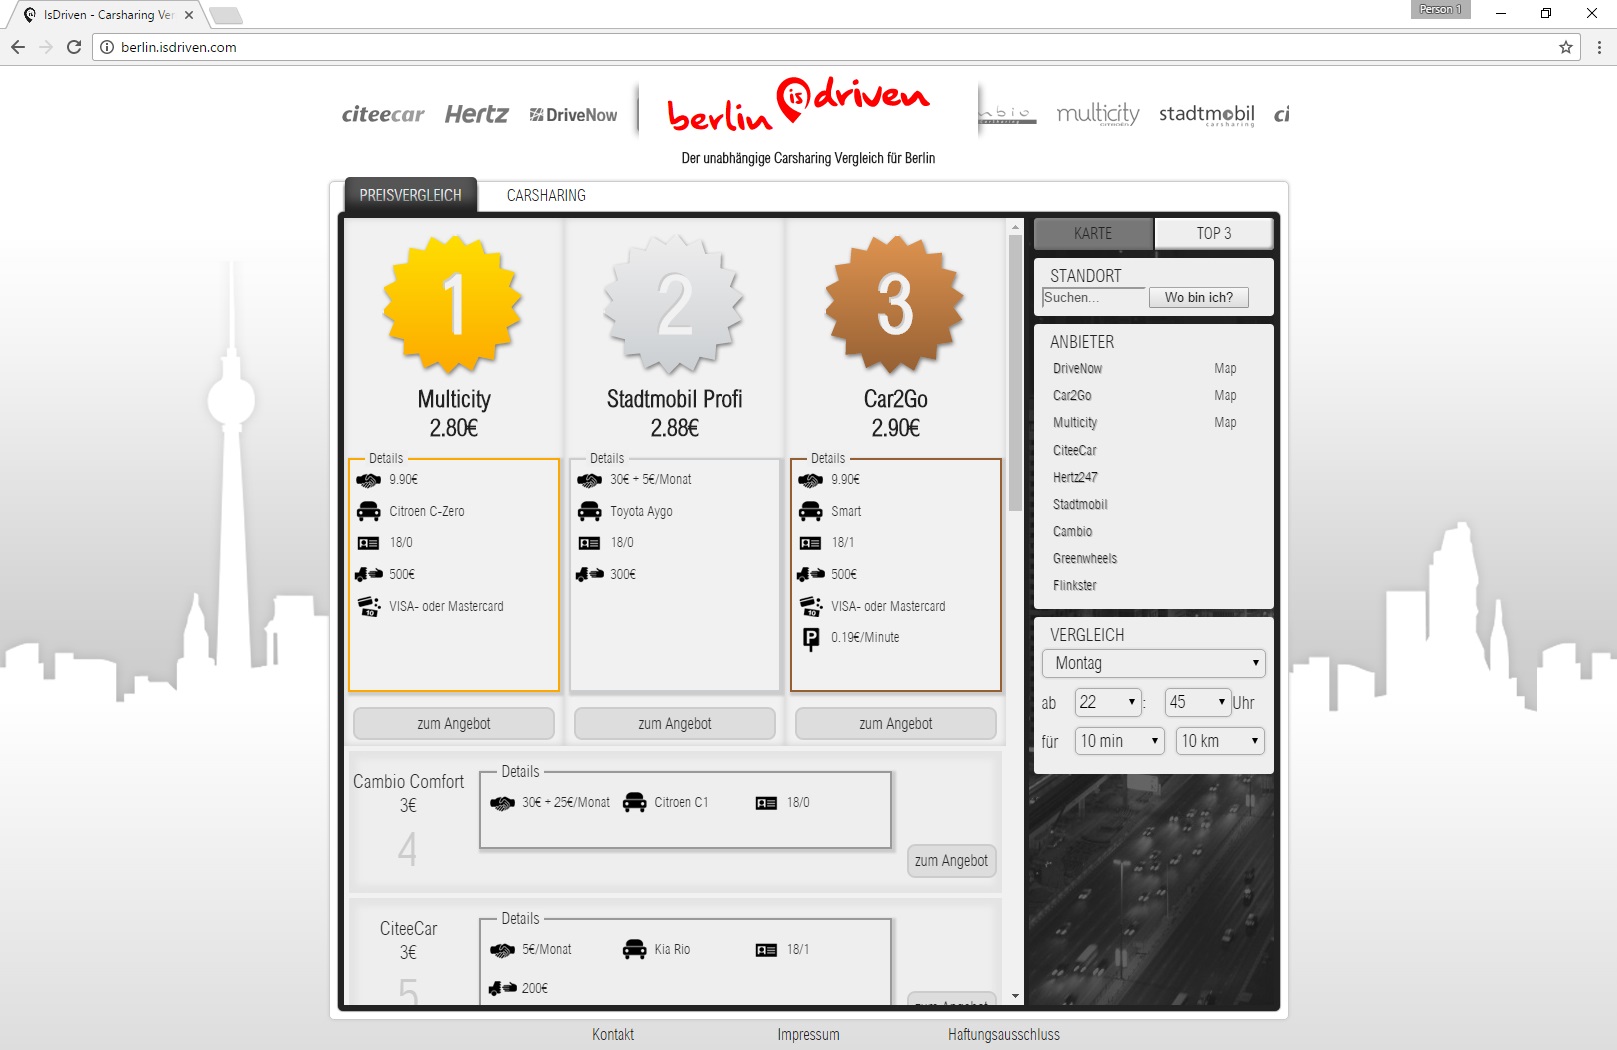 IsDriven - Carsharing Ver
Person 1
berlin.isdriven.com
citeecar
Hertz
DriveNow
berlin is driven
multicity
CITROËN
stadtmobil
carsharing
ci
Der unabhängige Carsharing Vergleich für Berlin
PREISVERGLEICH
CARSHARING
1
Multicity
2.80€
Details
9.90€
Citroen C-Zero
18/0
500€
VISA- oder Mastercard
zum Angebot
2
Stadtmobil Profi
2.88€
Details
30€ + 5€/Monat
Toyota Aygo
18/0
300€
zum Angebot
3
Car2Go
2.90€
Details
9.90€
Smart
18/1
500€
VISA- oder Mastercard
P 0.19€/Minute
zum Angebot
Cambio Comfort
3€
4
Details
30€ + 25€/Monat
Citroen C1
18/0
zum Angebot
CiteeCar
3€
5
Details
5€/Monat
Kia Rio
18/1
200€
zum Angebot
KARTE
TOP 3
STANDORT
Suchen...
Wo bin ich?
ANBIETER
DriveNow Map
Car2Go Map
Multicity Map
CiteeCar
Hertz247
Stadtmobil
Cambio
Greenwheels
Flinkster
VERGLEICH
Montag
ab 22 : 45 Uhr
für 10 min 10 km
Kontakt
Impressum
Haftungsausschluss